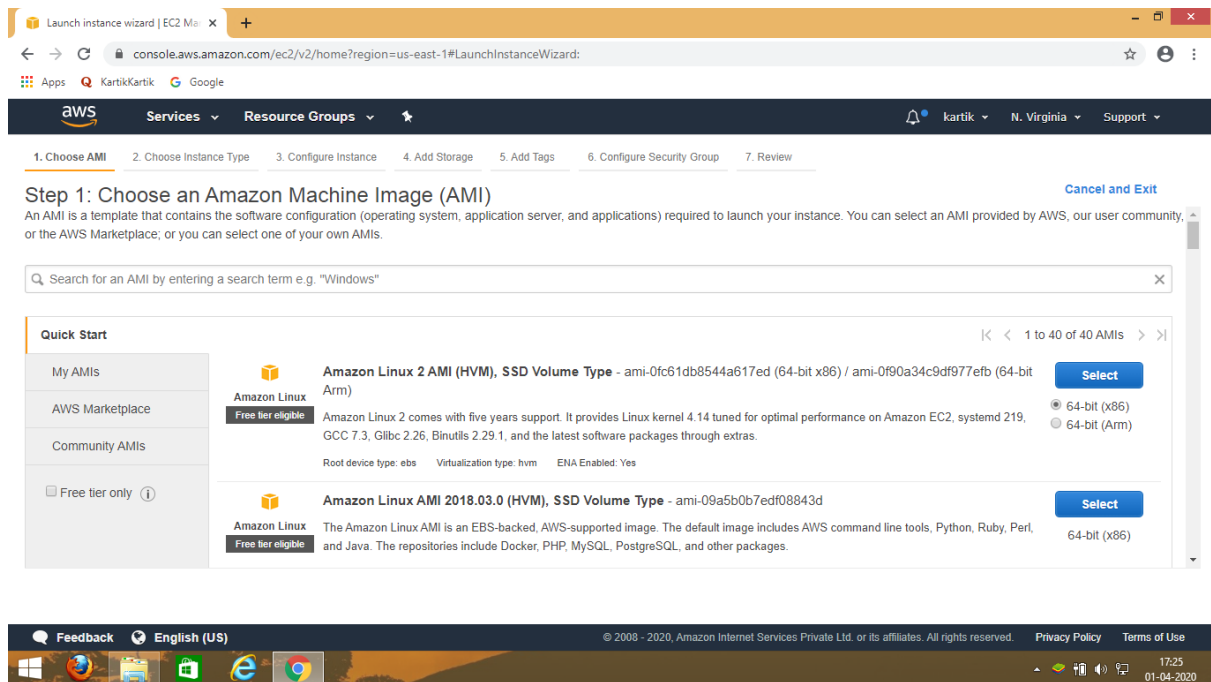 Launch instance wizard | EC2 Ma
console.aws.amazon.com/ec2/v2/home?region=us-east-1#LaunchInstanceWizard:
Apps KartikKartik Google
aws Services Resource Groups kartik N. Virginia Support
1. Choose AMI 2. Choose Instance Type 3. Configure Instance 4. Add Storage 5. Add Tags 6. Configure Security Group 7. Review
Step 1: Choose an Amazon Machine Image (AMI)
Cancel and Exit
An AMI is a template that contains the software configuration (operating system, application server, and applications) required to launch your instance. You can select an AMI provided by AWS, our user community,
or the AWS Marketplace; or you can select one of your own AMIs.
Search for an AMI by entering a search term e.g. "Windows"
Quick Start
1 to 40 of 40 AMIs
My AMIs
AWS Marketplace
Community AMIs
Free tier only
Amazon Linux
Free tier eligible
Amazon Linux 2 AMI (HVM), SSD Volume Type - ami-0fc61db8544a617ed (64-bit x86) / ami-0f90a34c9df977efb (64-bit
Arm)
Amazon Linux 2 comes with five years support. It provides Linux kernel 4.14 tuned for optimal performance on Amazon EC2, systemd 219,
GCC 7.3, Glibc 2.26, Binutils 2.29.1, and the latest software packages through extras.
Root device type: ebs Virtualization type: hvm ENA Enabled: Yes
Select
64-bit (x86)
64-bit (Arm)
Amazon Linux
Free tier eligible
Amazon Linux AMI 2018.03.0 (HVM), SSD Volume Type - ami-09a5b0b7edf08843d
The Amazon Linux AMI is an EBS-backed, AWS-supported image. The default image includes AWS command line tools, Python, Ruby, Perl,
and Java. The repositories include Docker, PHP, MySQL, PostgreSQL, and other packages.
Select
64-bit (x86)
Feedback English (US) © 2008 - 2020, Amazon Internet Services Private Ltd. or its affiliates. All rights reserved. Privacy Policy Terms of Use
17:25
01-04-2020